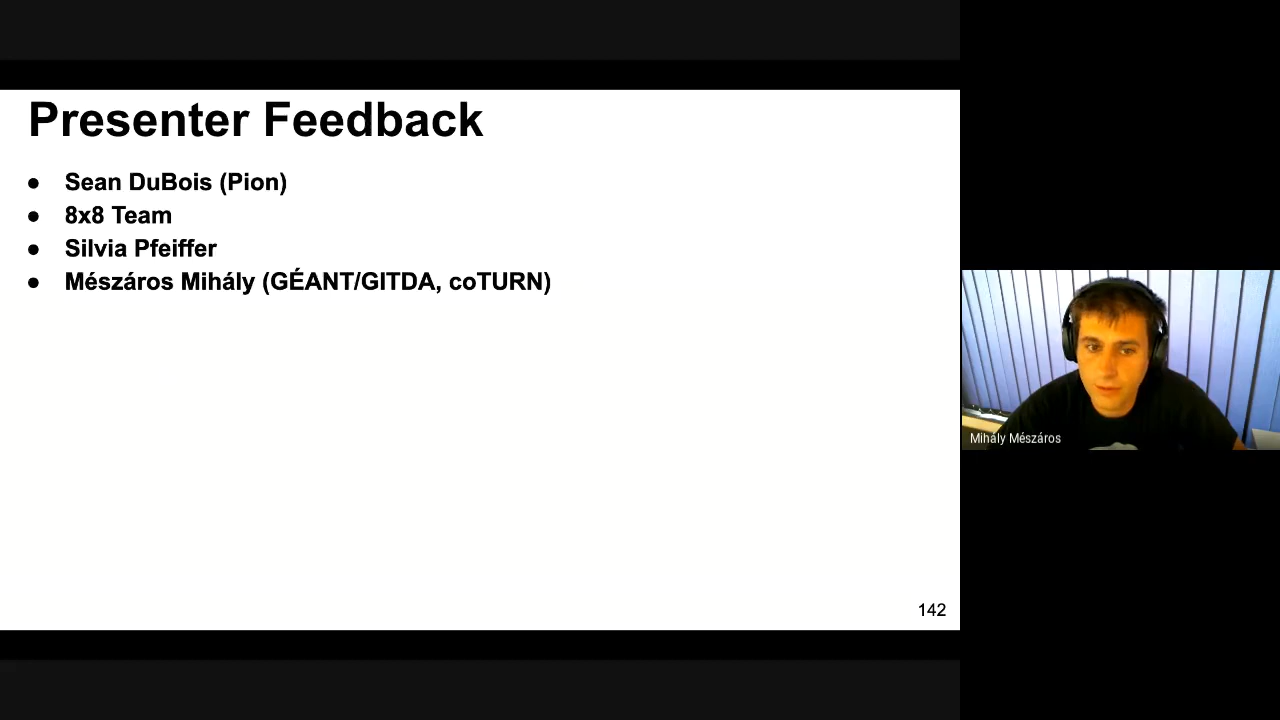 Presenter Feedback
● Sean DuBois (Pion)
● 8x8 Team
● Silvia Pfeiffer
● Mészáros Mihály (GÉANT/GITDA, coTURN)
Mihály Mészáros
142